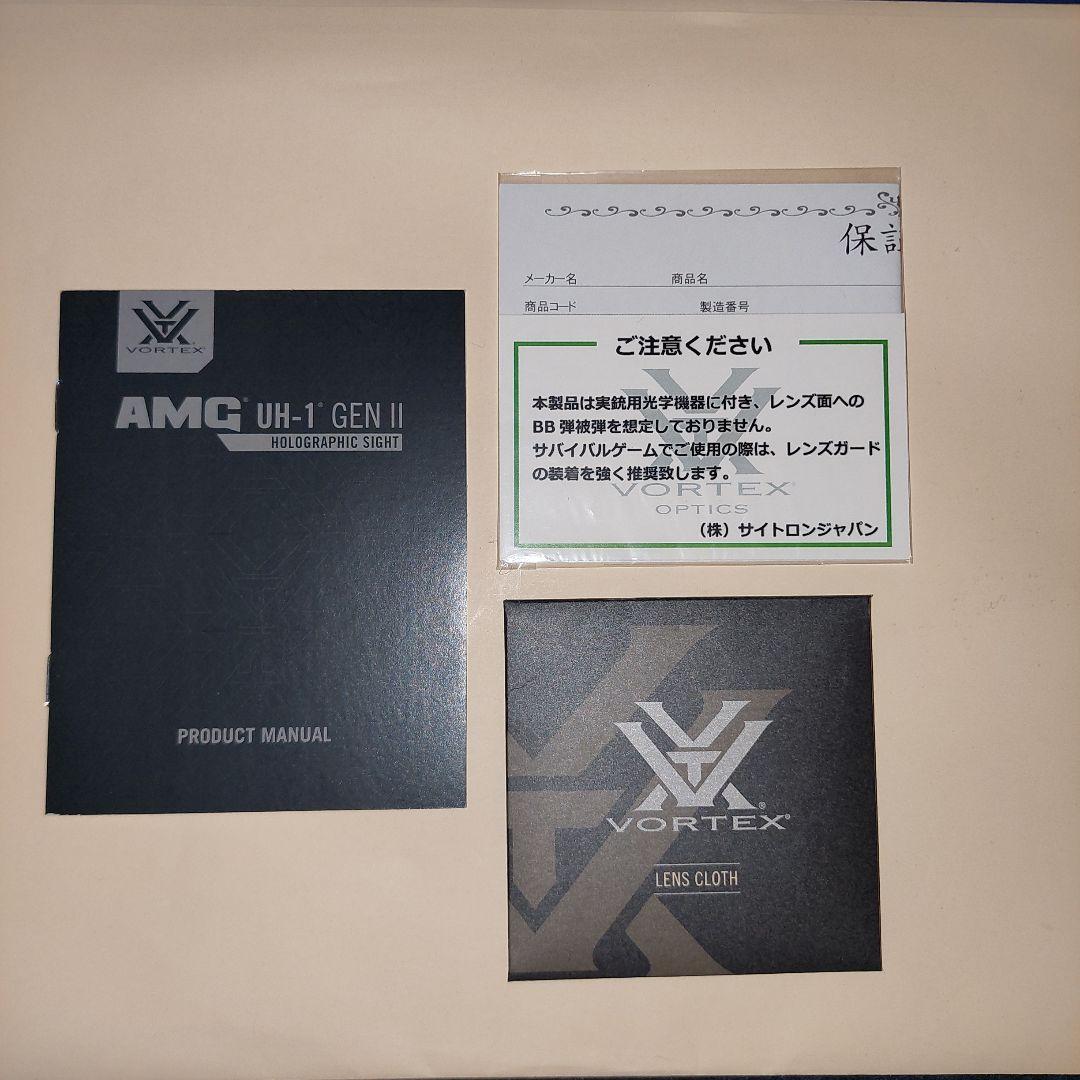 VORTEX®
AMG® UH-1® GEN II
HOLOGRAPHIC SIGHT
PRODUCT MANUAL
保証
メーカー名 商品名
商品コード 製造番号
ご注意ください
本製品は実銃用光学機器に付き、レンズ面への
BB 弾被弾を想定しておりません。
サバイバルゲームでご使用の際は、レンズガード
の装着を強く推奨致します。
VORTEX®
OPTICS
(株)サイトロンジャパン
VORTEX®
LENS CLOTH